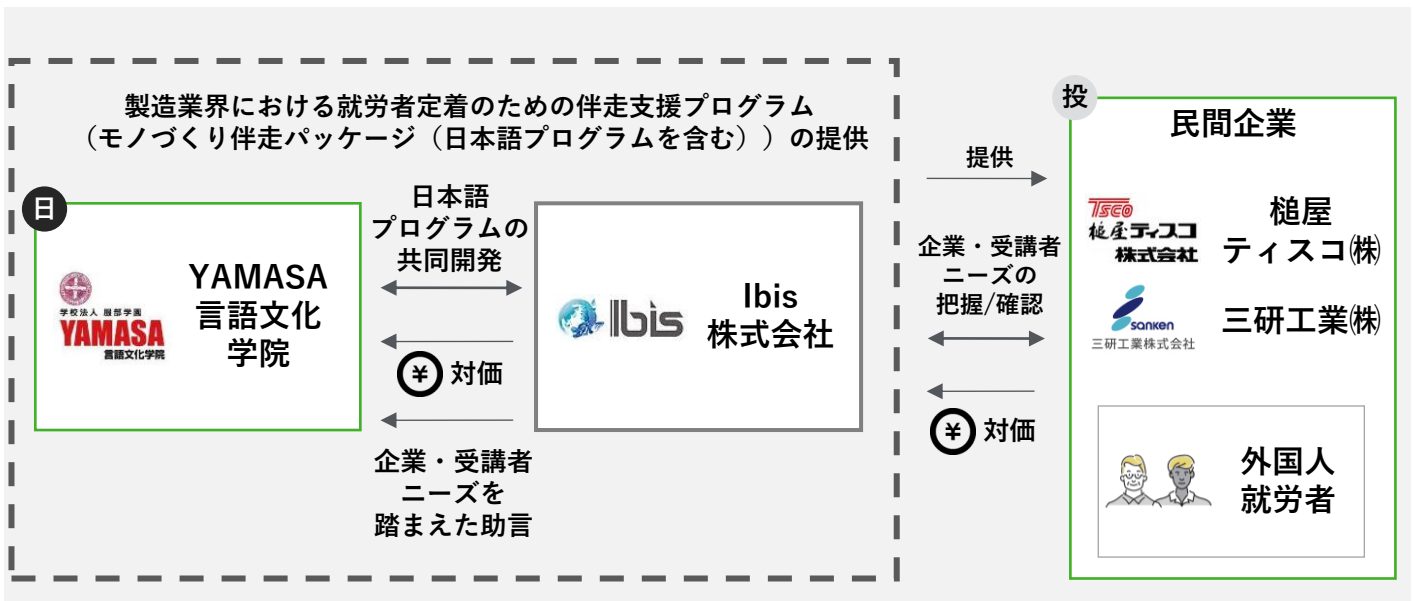 製造業界における就労者定着のための伴走支援プログラム
（モノづくり伴走パッケージ（日本語プログラムを含む））の提供
日
学校法人 服部学園
YAMASA
言語文化学院
YAMASA
言語文化
学院
日本語
プログラムの
共同開発
¥ 対価
企業・受講者
ニーズを
踏まえた助言
Ibis
Ibis
株式会社
提供
企業・受講者
ニーズの
把握/確認
¥ 対価
投
民間企業
TSCO
槌屋ティスコ
株式会社
槌屋
ティスコ㈱
sanken
三研工業株式会社
三研工業㈱
外国人
就労者